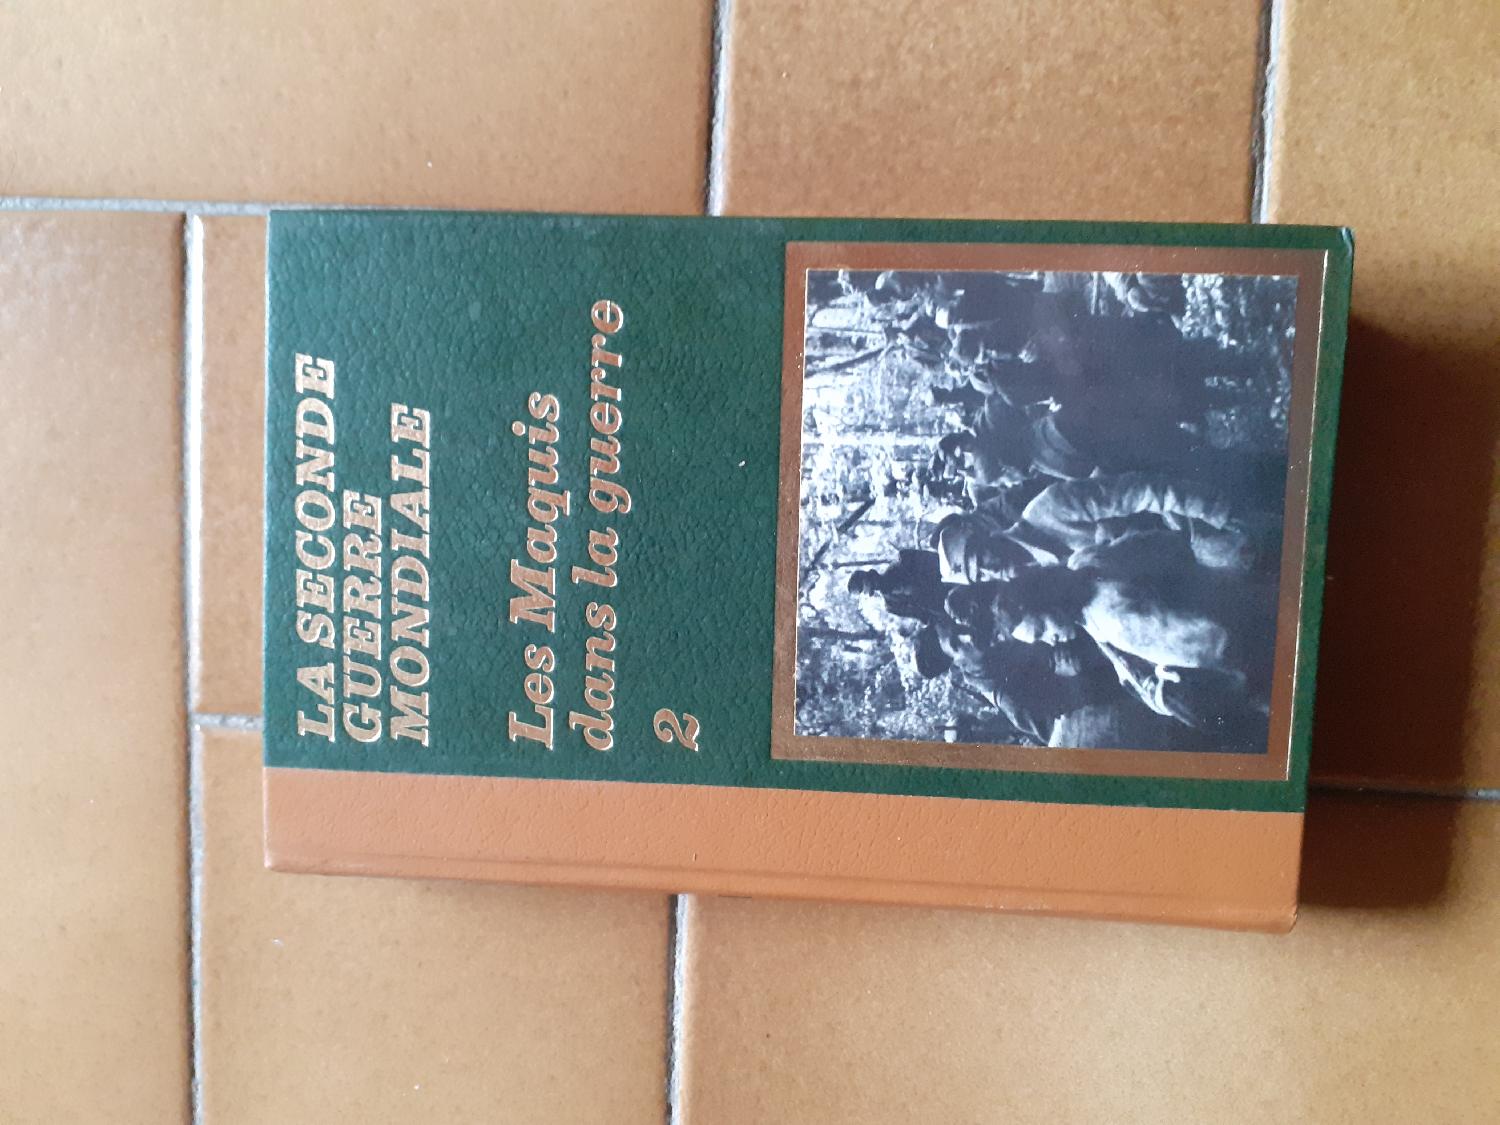 LA SECONDE
GUERRE
MONDIALE
Les Maquis
dans la guerre
2